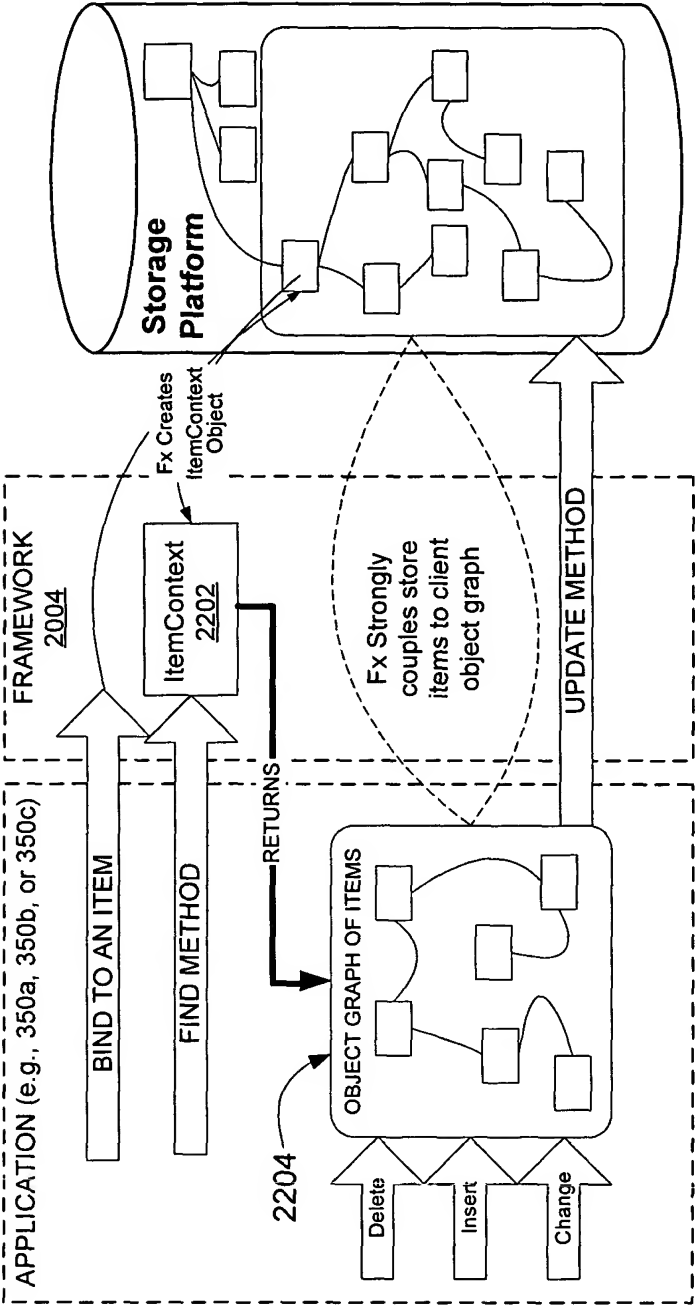 APPLICATION (e.g., 350a, 350b, or 350c)
BIND TO AN ITEM
FIND METHOD
RETURNS
2204
OBJECT GRAPH OF ITEMS
Delete
Insert
Change
FRAMEWORK
2004
ItemContext
2202
Fx Creates
ItemContext
Object
Fx Strongly
couples store
items to client
object graph
UPDATE METHOD
Storage
Platform